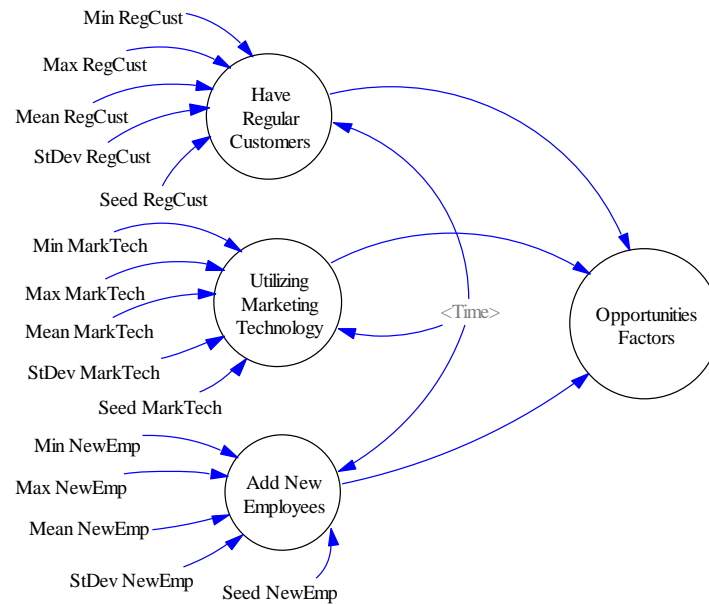 Min RegCust
Max RegCust
Mean RegCust
StDev RegCust
Seed RegCust
Have
Regular
Customers
Min MarkTech
Max MarkTech
Mean MarkTech
StDev MarkTech
Seed MarkTech
Utilizing
Marketing
Technology
<Time>
Opportunities
Factors
Min NewEmp
Max NewEmp
Mean NewEmp
StDev NewEmp
Seed NewEmp
Add New
Employees